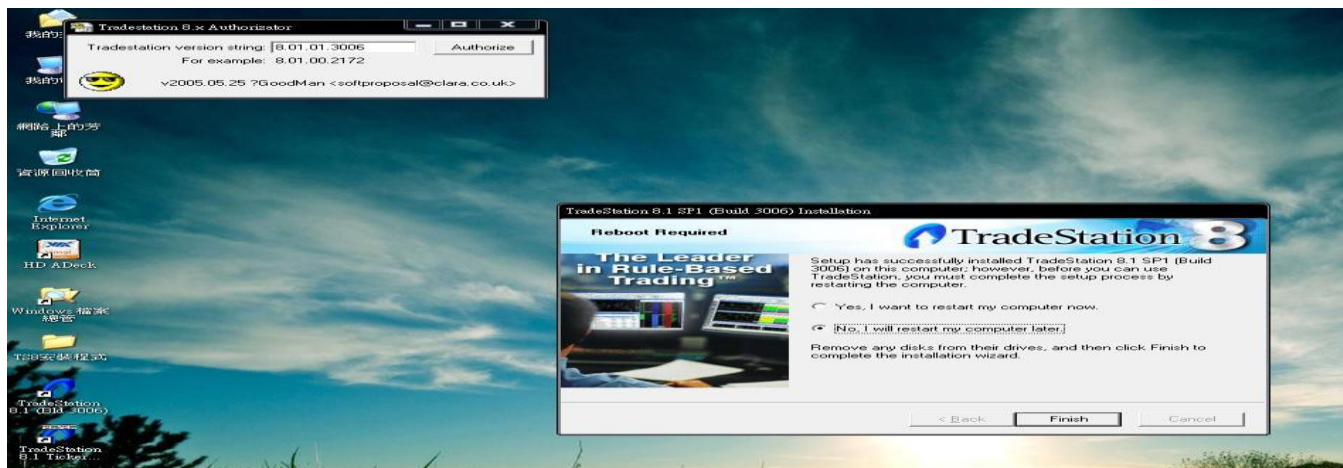 Tradestation 8.x Authorizator
Tradestation version string: 8.01.01.3006
Authorize
For example: 8.01.00.2172
v2005.05.25 ?GoodMan <softproposal@clara.co.uk>
網路上的芳
鄰
資源回收筒
Internet
Explorer
HD ADeck
Windows 檔案
總管
TS8安裝程式
TradeStation
8.1 (Bld 3006)
TradeStation
8.1 Ticker...
TradeStation 8.1 SP1 (Build 3006) Installation
Reboot Required
TradeStation 8
The Leader
in Rule-Based
Trading™
Setup has successfully installed TradeStation 8.1 SP1 (Build
3006) on this computer; however, before you can use
TradeStation, you must complete the setup process by
restarting the computer.
Yes, I want to restart my computer now.
No, I will restart my computer later.
Remove any disks from their drives, and then click Finish to
complete the installation wizard.
< Back
Finish
Cancel